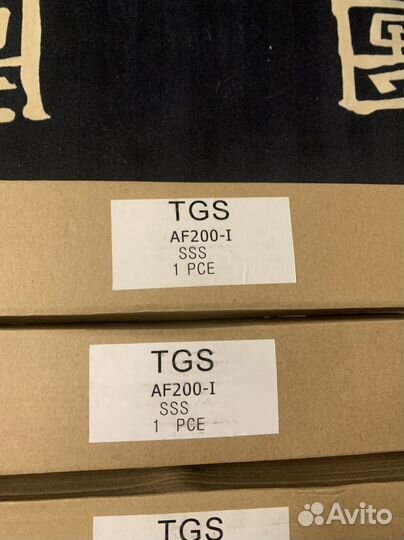 TGS
AF200-I
SSS
1 PCE
TGS
AF200-I
SSS
1 PCE
TGS
Avito